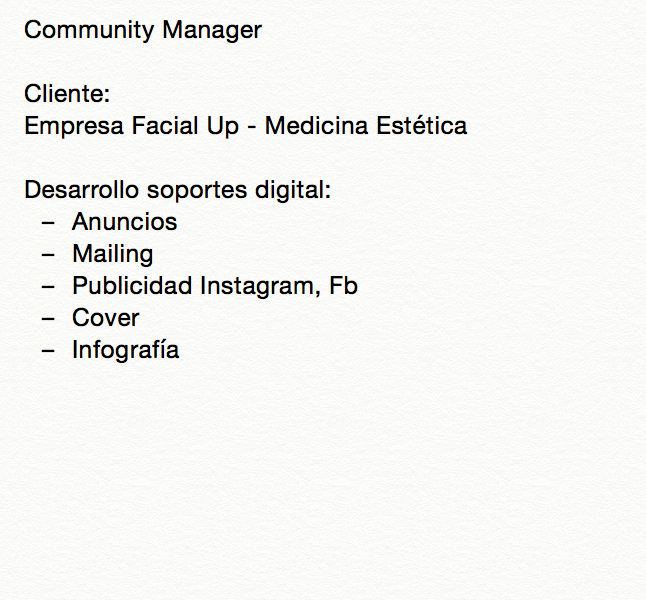 Community Manager
Cliente:
Empresa Facial Up - Medicina Estética
Desarrollo soportes digital:
– Anuncios
– Mailing
– Publicidad Instagram, Fb
– Cover
– Infografía